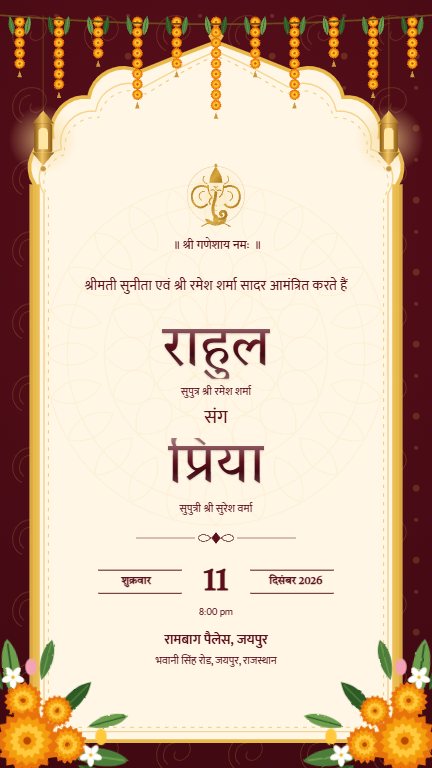 ॥ श्री गणेशाय नमः ॥
श्रीमती सुनीता एवं श्री रमेश शर्मा सादर आमंत्रित करते हैं
राहुल
सुपुत्र श्री रमेश शर्मा
संग
प्रिया
सुपुत्री श्री सुरेश वर्मा
शुक्रवार 11 दिसंबर 2026
8:00 pm
रामबाग पैलेस, जयपुर
भवानी सिंह रोड, जयपुर, राजस्थान